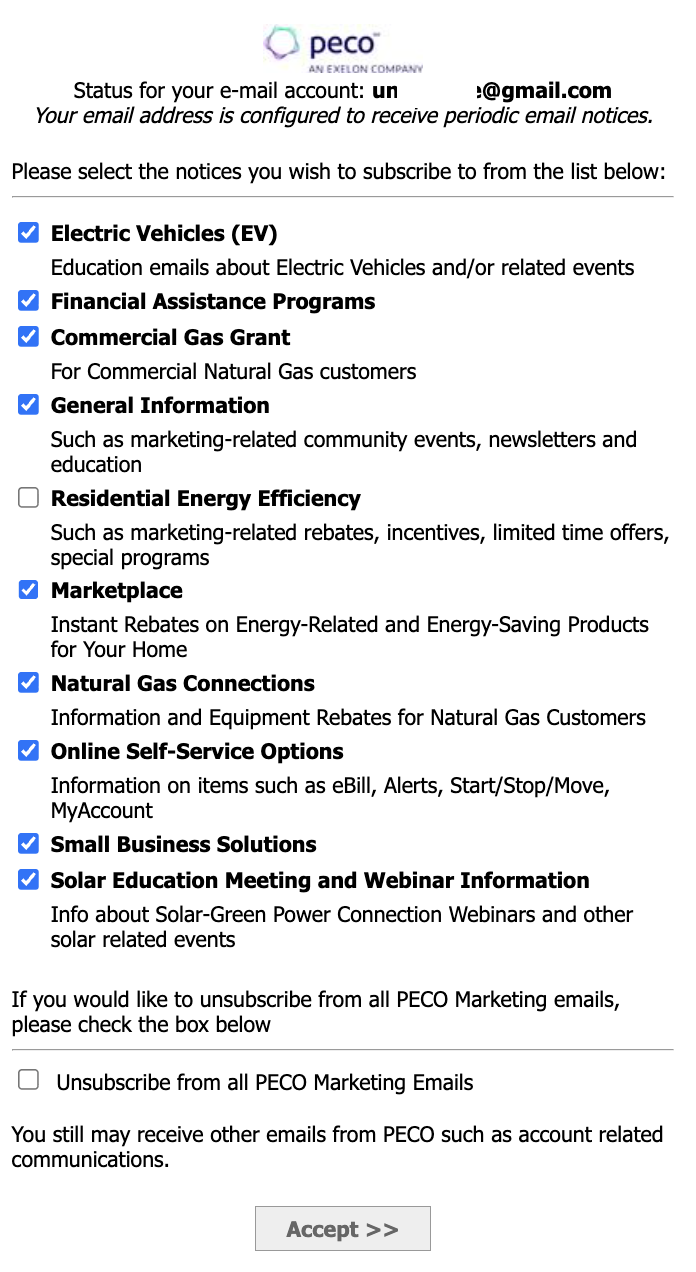 peco™
AN EXELON COMPANY
Status for your e-mail account: un e@gmail.com
Your email address is configured to receive periodic email notices.
Please select the notices you wish to subscribe to from the list below:
Electric Vehicles (EV)
Education emails about Electric Vehicles and/or related events
Financial Assistance Programs
Commercial Gas Grant
For Commercial Natural Gas customers
General Information
Such as marketing-related community events, newsletters and
education
Residential Energy Efficiency
Such as marketing-related rebates, incentives, limited time offers,
special programs
Marketplace
Instant Rebates on Energy-Related and Energy-Saving Products
for Your Home
Natural Gas Connections
Information and Equipment Rebates for Natural Gas Customers
Online Self-Service Options
Information on items such as eBill, Alerts, Start/Stop/Move,
MyAccount
Small Business Solutions
Solar Education Meeting and Webinar Information
Info about Solar-Green Power Connection Webinars and other
solar related events
If you would like to unsubscribe from all PECO Marketing emails,
please check the box below
Unsubscribe from all PECO Marketing Emails
You still may receive other emails from PECO such as account related
communications.
Accept >>